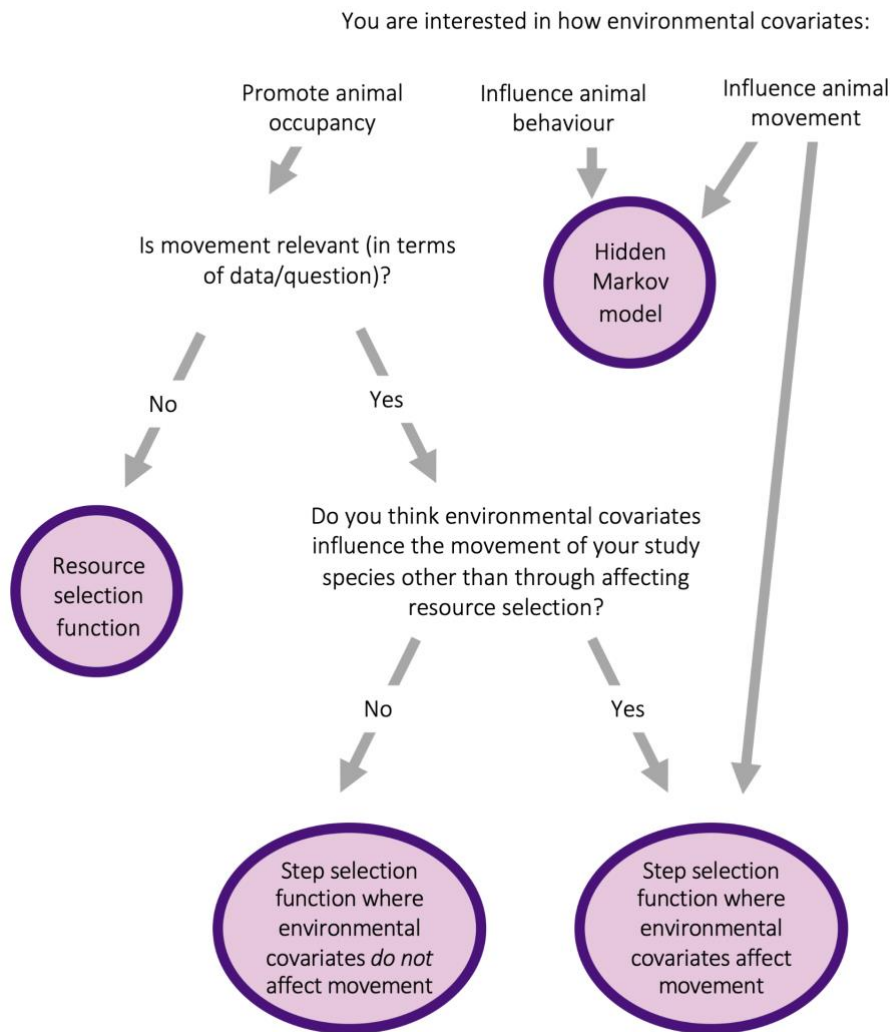 You are interested in how environmental covariates:
Promote animal
occupancy
Influence animal
behaviour
Influence animal
movement
Is movement relevant (in terms
of data/question)?
Hidden
Markov
model
No
Yes
Resource
selection
function
Do you think environmental covariates
influence the movement of your study
species other than through affecting
resource selection?
No
Yes
Step selection
function where
environmental
covariates do not
affect movement
Step selection
function where
environmental
covariates affect
movement